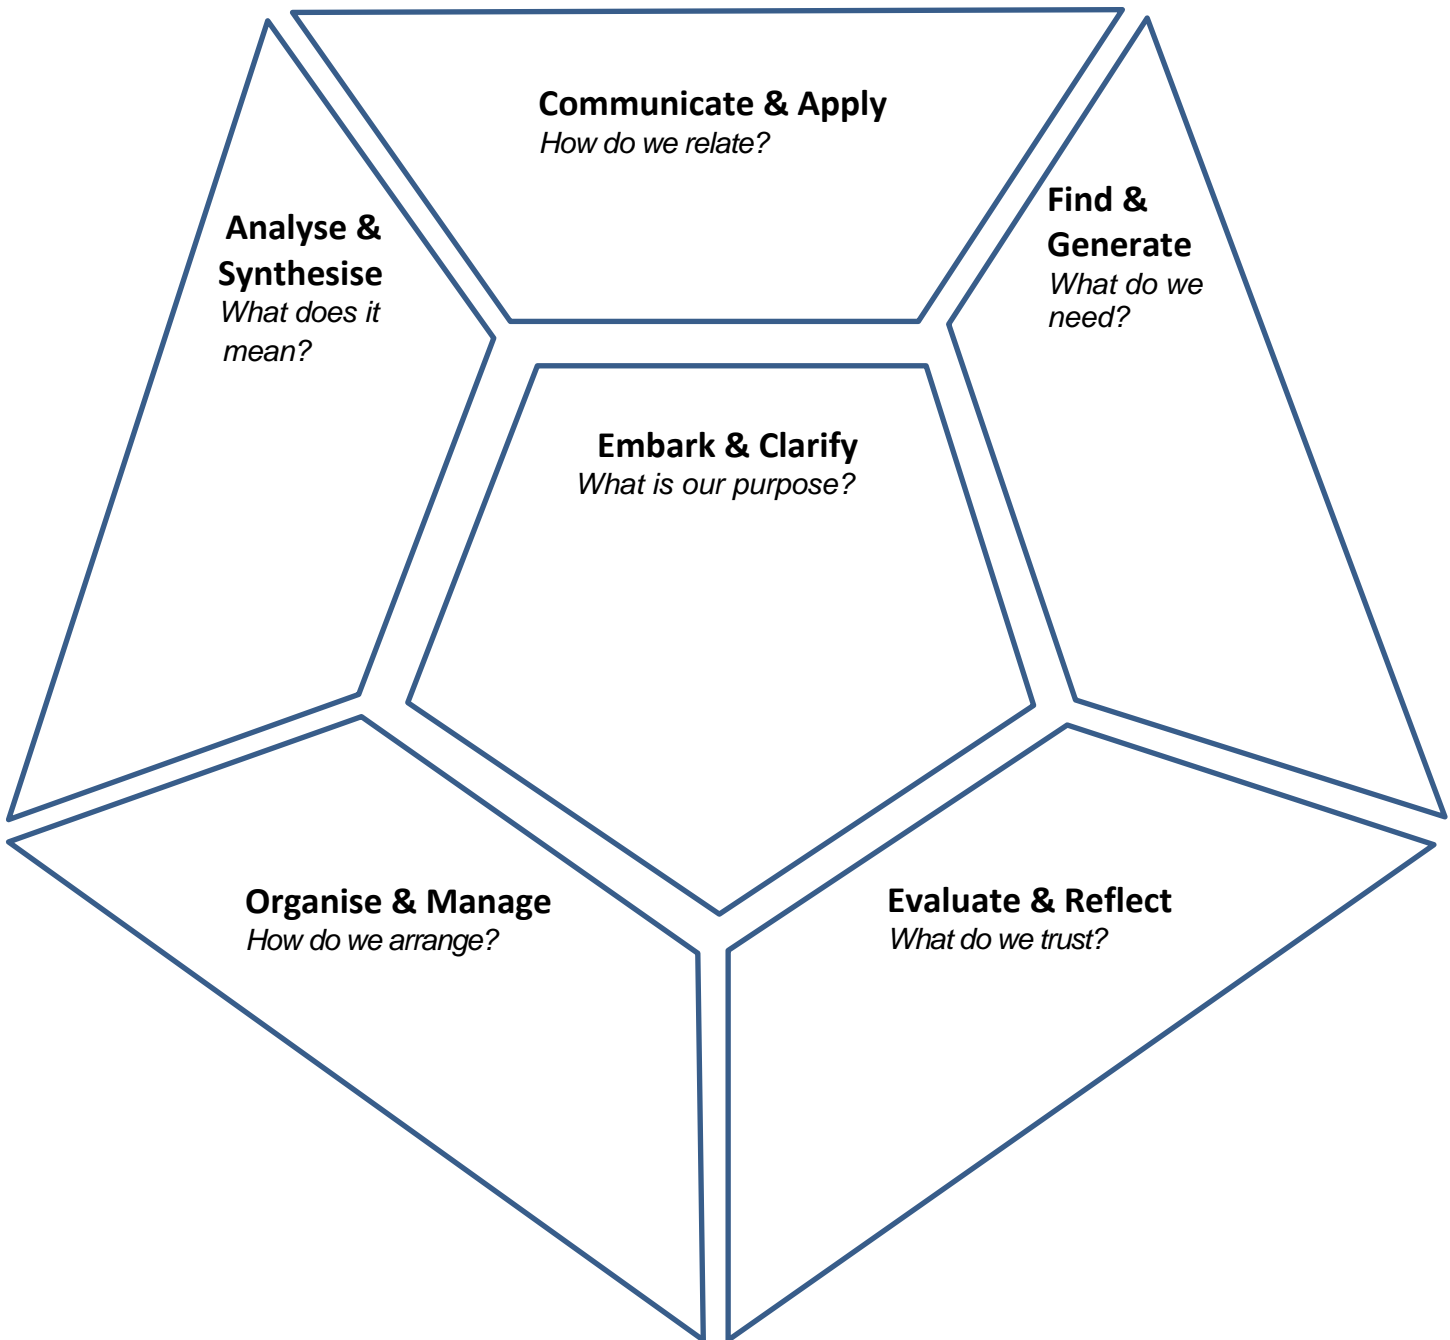 Communicate & Apply
How do we relate?
Find &
Generate
What do we
need?
Analyse &
Synthesise
What does it
mean?
Embark & Clarify
What is our purpose?
Organise & Manage
How do we arrange?
Evaluate & Reflect
What do we trust?